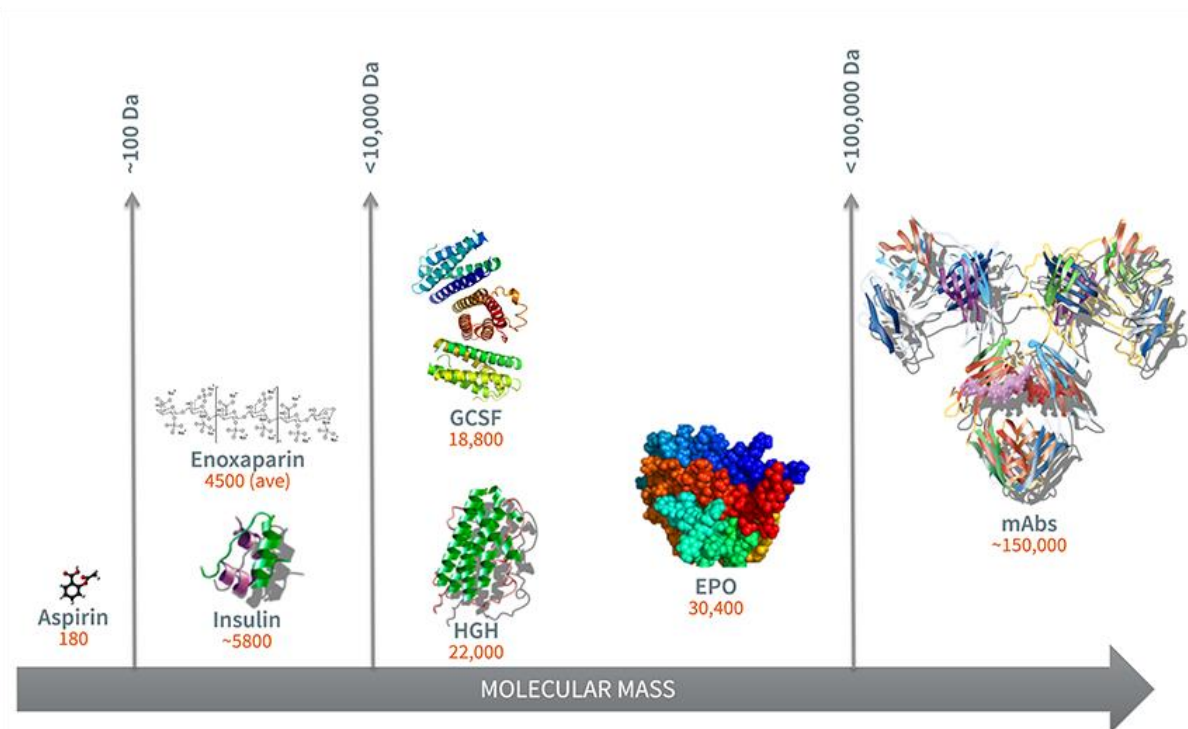 ~100 Da
<10,000 Da
<100,000 Da
GCSF
18,800
Enoxaparin
4500 (ave)
mAbs
~150,000
Aspirin
180
Insulin
~5800
HGH
22,000
EPO
30,400
MOLECULAR MASS